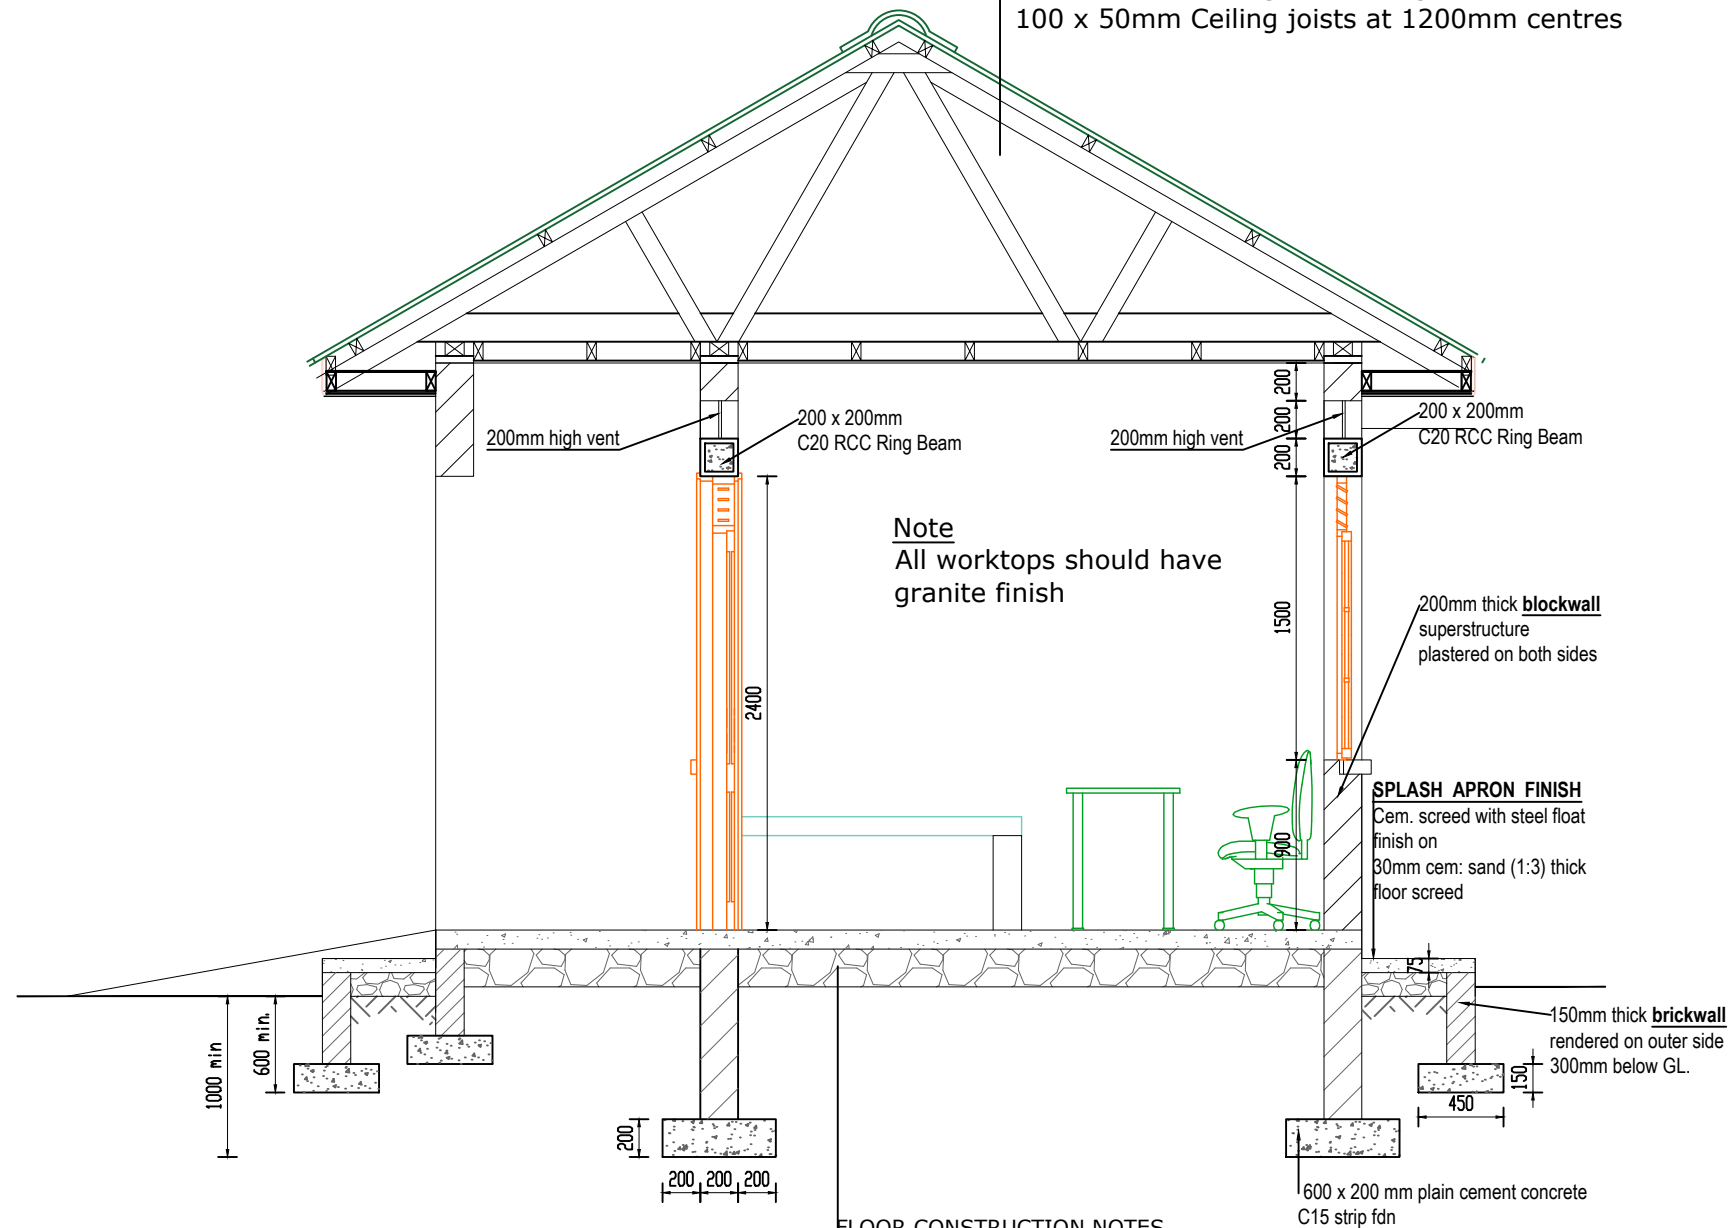 100 x 50mm Ceiling joists at 1200mm centres
200mm high vent
200 x 200mm
C20 RCC Ring Beam
200mm high vent
200
200
200
200 x 200mm
C20 RCC Ring Beam
Note
All worktops should have
granite finish
2400
1500
900
200mm thick blockwall
superstructure
plastered on both sides
SPLASH APRON FINISH
Cem. screed with steel float
finish on
30mm cem: sand (1:3) thick
floor screed
75
1000 min
600 min.
150mm thick brickwall
rendered on outer side
300mm below GL.
150
450
200
200 200 200
600 x 200 mm plain cement concrete
C15 strip fdn
FLOOR CONSTRUCTION NOTES